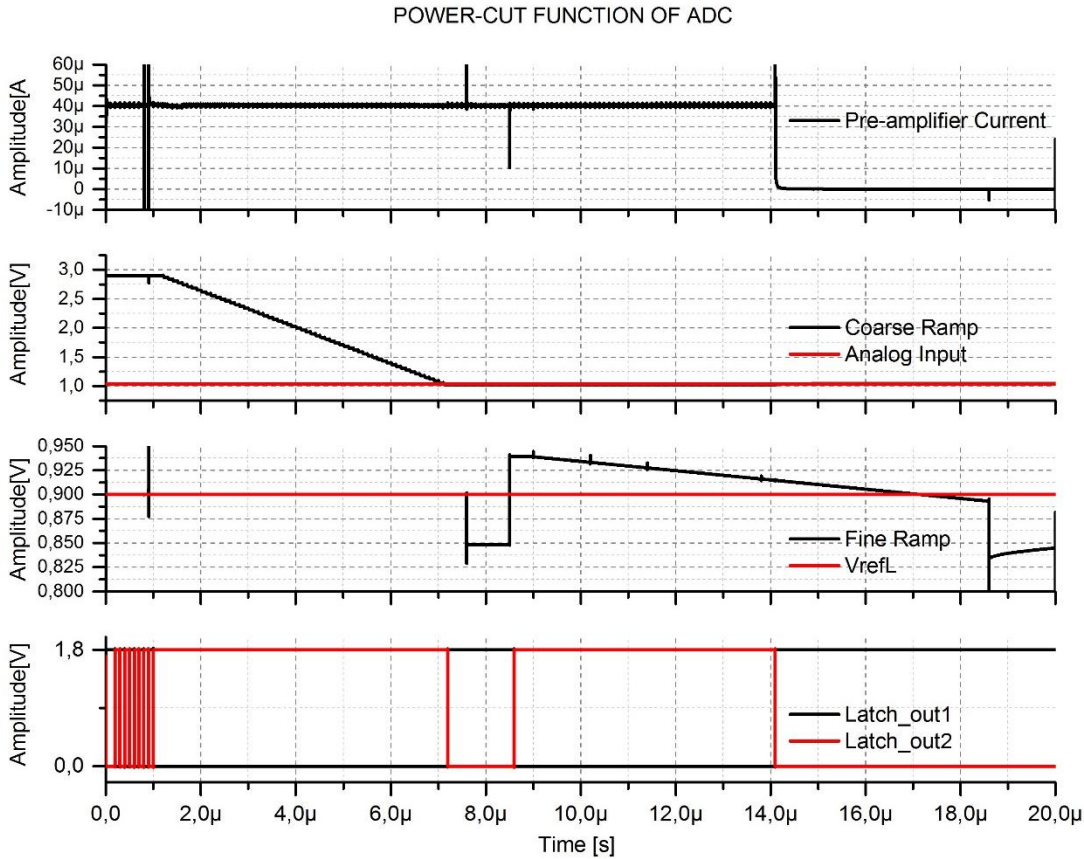 POWER-CUT FUNCTION OF ADC
Amplitude[A
60µ
50µ
40µ
30µ
20µ
10µ
0
-10µ
Pre-amplifier Current
Amplitude[V]
3,0
2,5
2,0
1,5
1,0
Coarse Ramp
Analog Input
Amplitude[V]
0,950
0,925
0,900
0,875
0,850
0,825
0,800
Fine Ramp
VrefL
Amplitude[V]
1,8
0,0
Latch_out1
Latch_out2
0,0 2,0µ 4,0µ 6,0µ 8,0µ 10,0µ 12,0µ 14,0µ 16,0µ 18,0µ 20,0µ
Time [s]